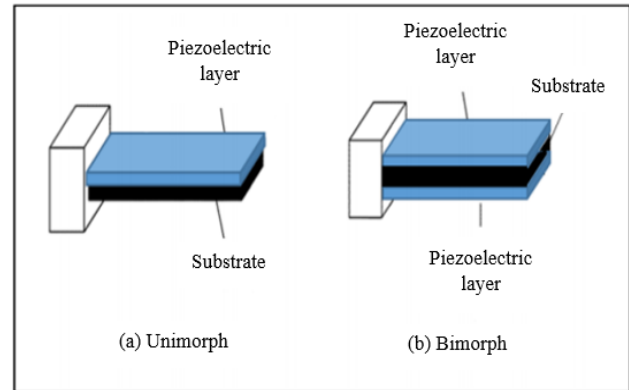 Piezoelectric
layer
Substrate
(a) Unimorph
Piezoelectric
layer
Substrate
Piezoelectric
layer
(b) Bimorph